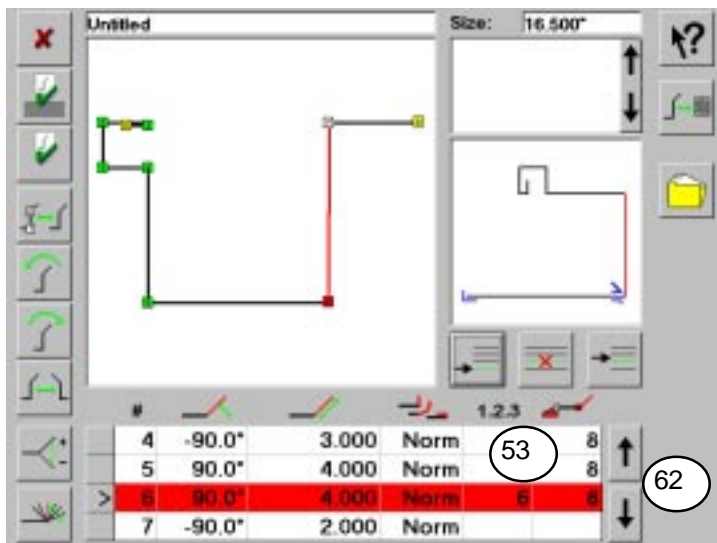 Untitled
Size: 16.500"
# 1.2.3
4 -90.0° 3.000 Norm 8
5 90.0° 4.000 Norm 8
> 6 90.0° 4.000 Norm 6 8
7 -90.0° 2.000 Norm
53
62